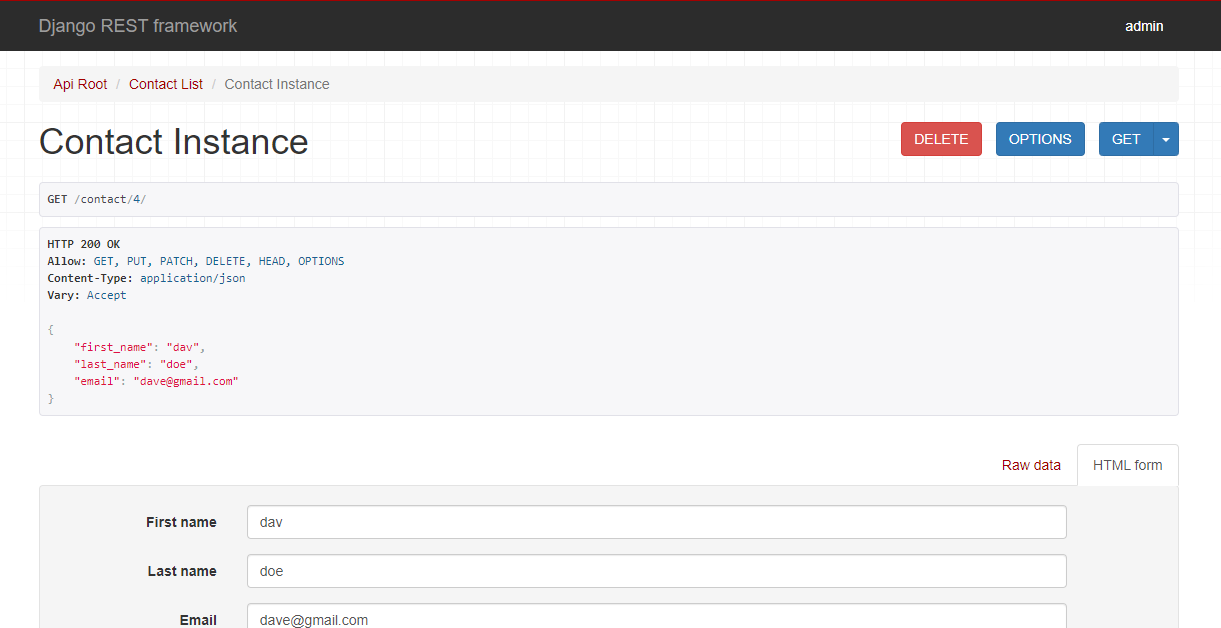 Django REST framework admin
Api Root / Contact List / Contact Instance
Contact Instance DELETE OPTIONS GET
GET /contact/4/
HTTP 200 OK
Allow: GET, PUT, PATCH, DELETE, HEAD, OPTIONS
Content-Type: application/json
Vary: Accept
{
"first_name": "dav",
"last_name": "doe",
"email": "dave@gmail.com"
}
Raw data HTML form
First name dav
Last name doe
Email dave@gmail.com